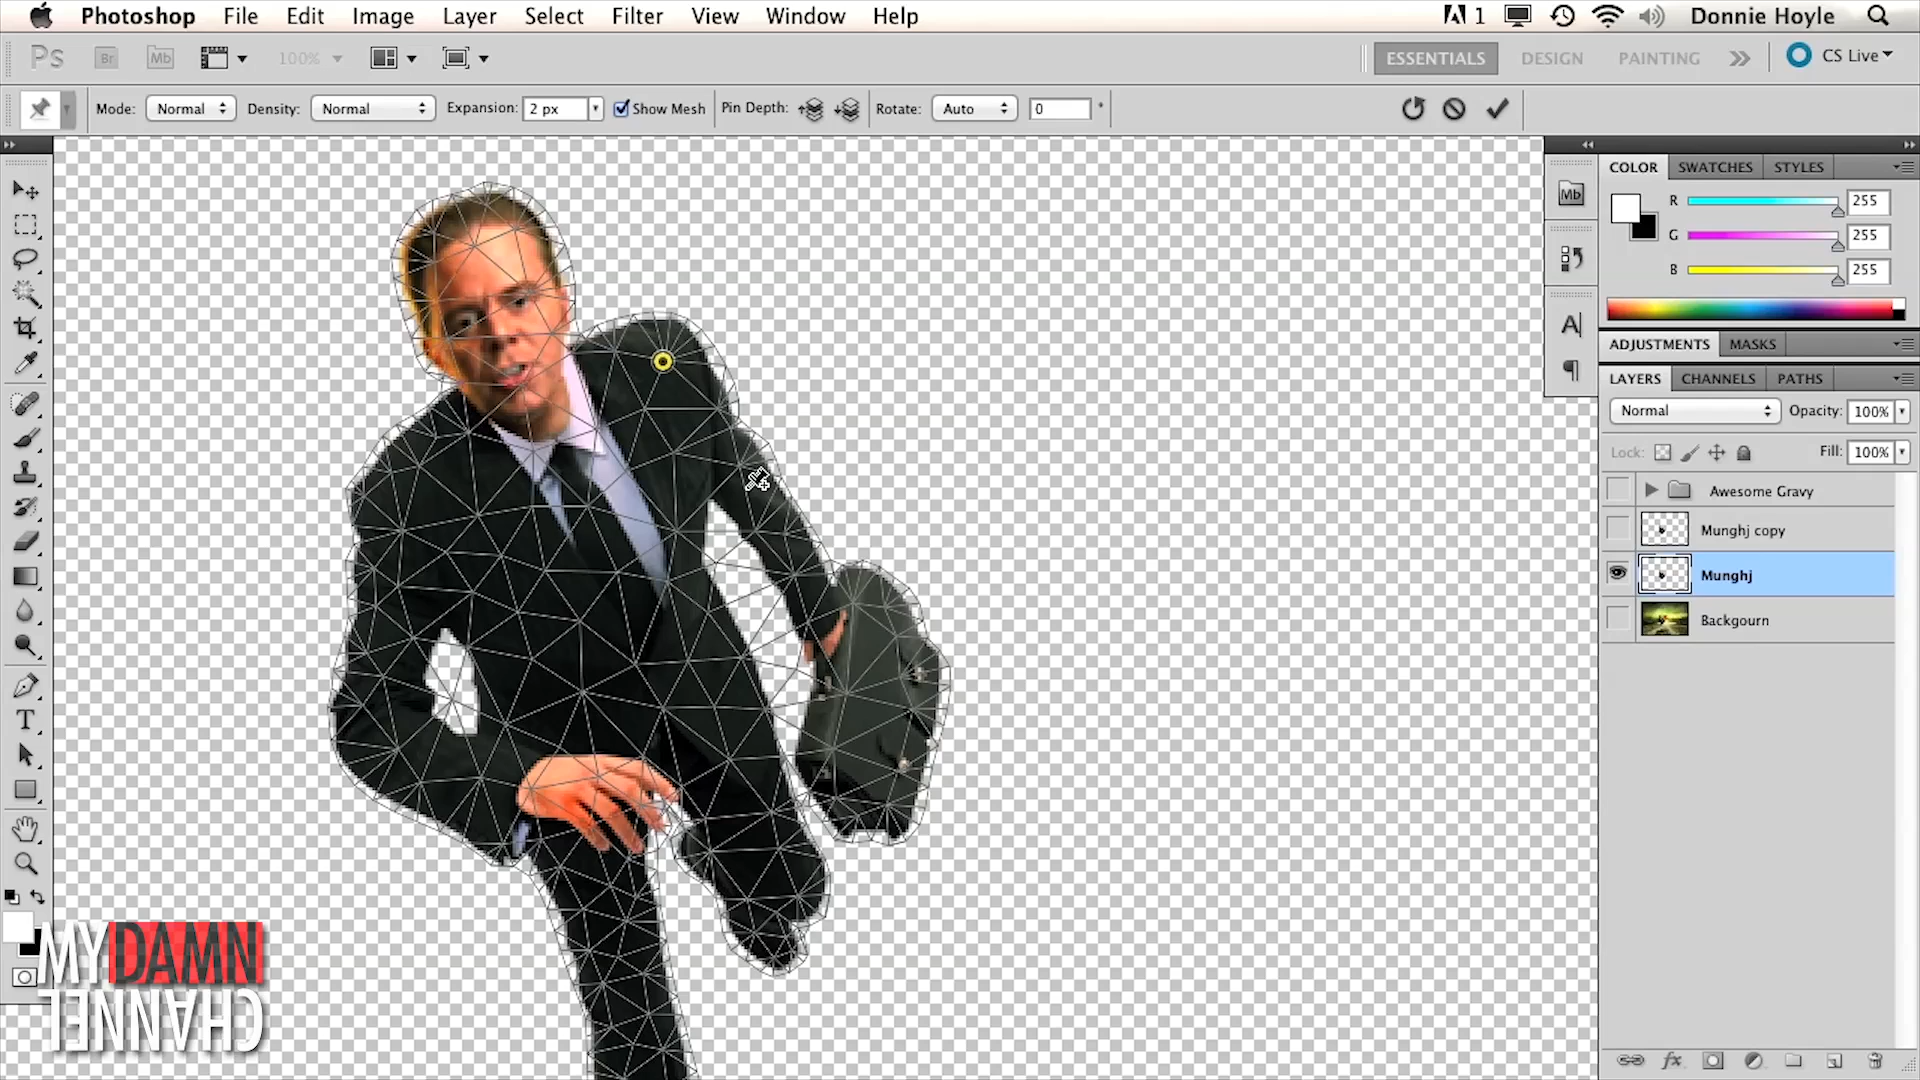 Photoshop File Edit Image Layer Select Filter View Window Help 1 Donnie Hoyle
Ps Br Mb 100% ESSENTIALS DESIGN PAINTING CS Live
Mode: Normal Density: Normal Expansion: 2 px Show Mesh Pin Depth: Rotate: Auto 0 °
COLOR SWATCHES STYLES
Mb
R 255
G 255
B 255
A
ADJUSTMENTS MASKS
LAYERS CHANNELS PATHS
Normal Opacity: 100%
Lock: Fill: 100%
Awesome Gravy
Munghj copy
Munghj
Backgourn
T
MYDAMN
CHANNEL
fx